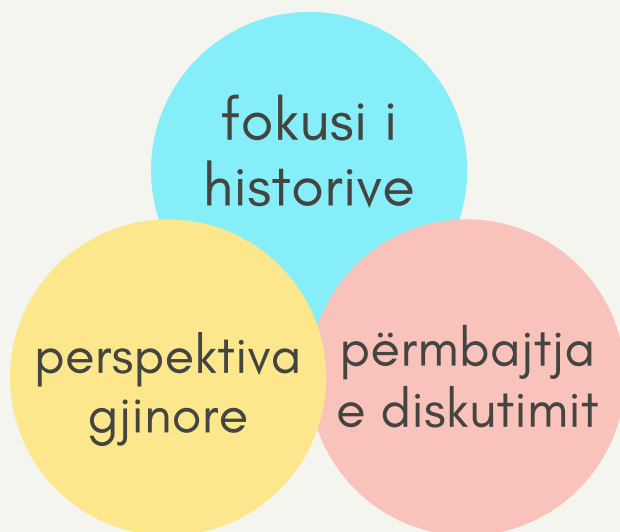 fokusi i
historive
perspektiva
gjinore
përmbajtja
e diskutimit